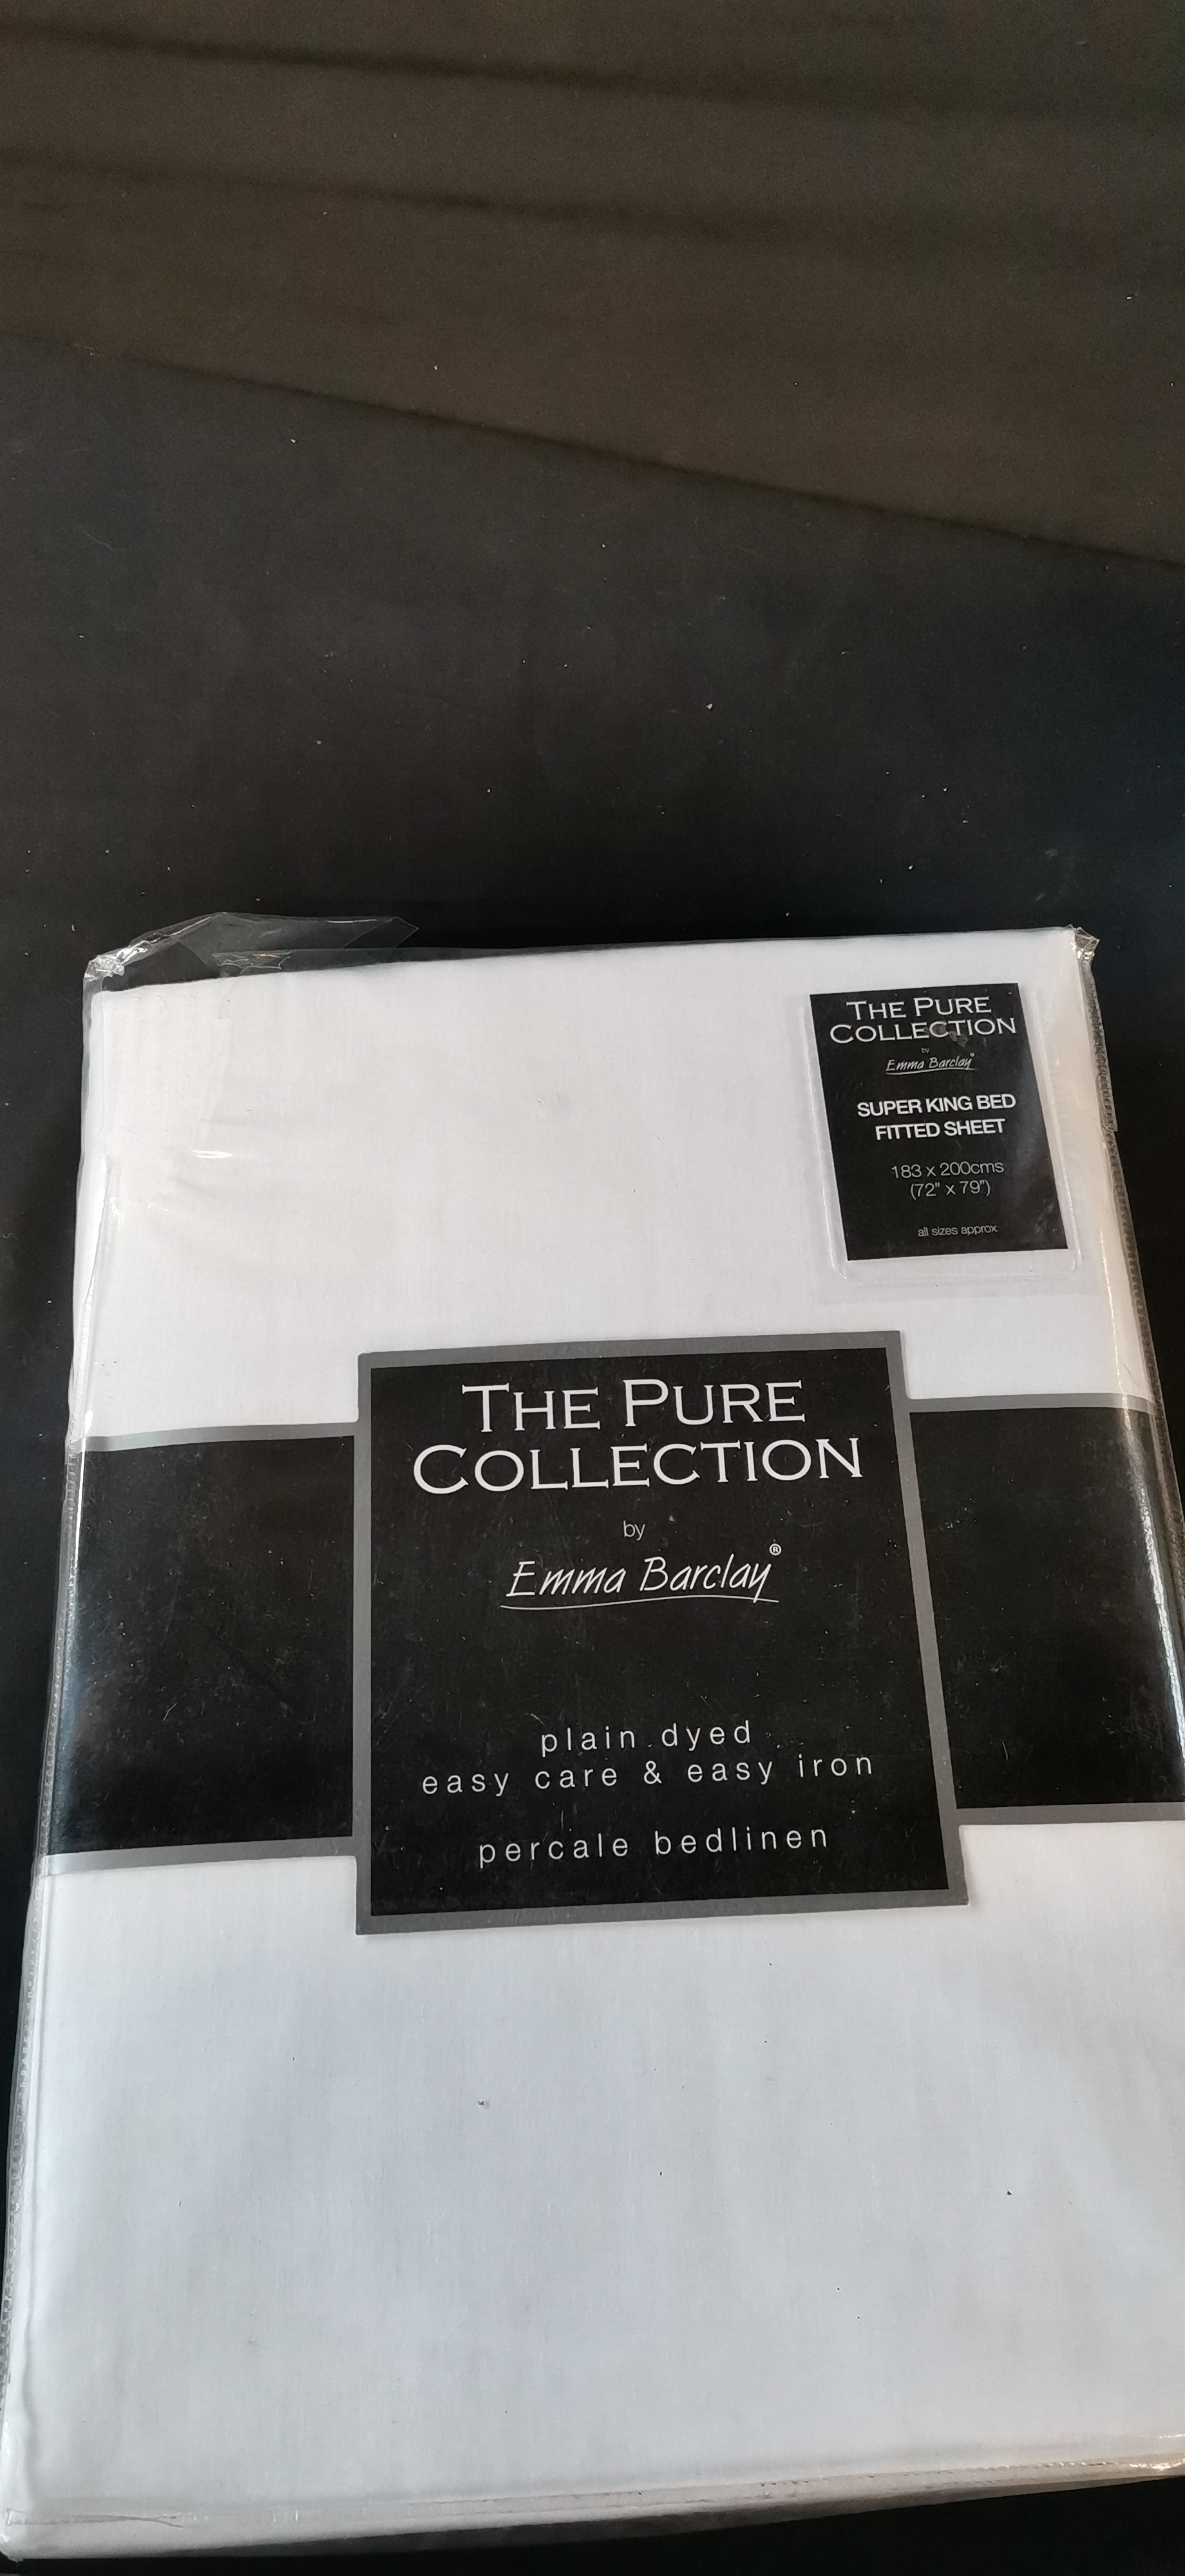 THE PURE
COLLECTION
by
Emma Barclay®
SUPER KING BED
FITTED SHEET
183 x 200cms
(72" x 79")
all sizes approx
THE PURE
COLLECTION
by
Emma Barclay®
plain dyed
easy care & easy iron
percale bedlinen